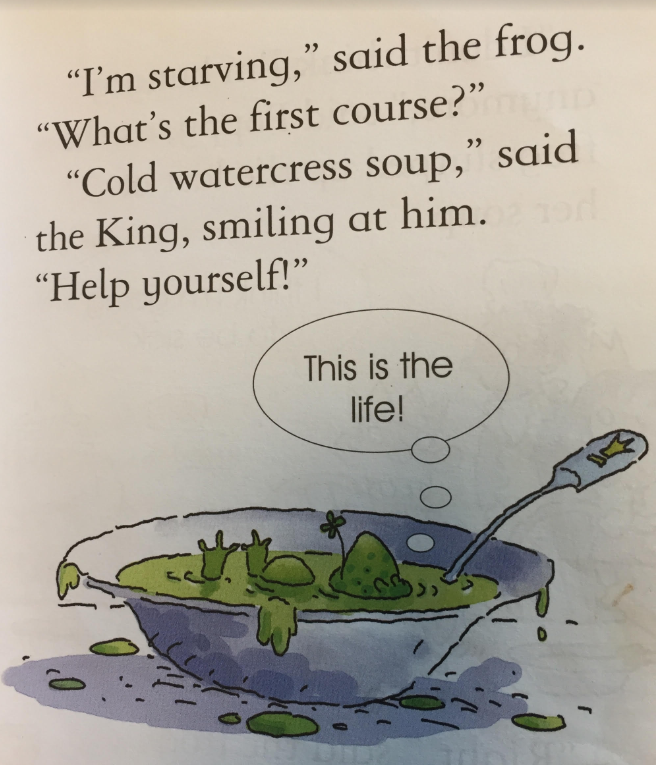 “I’m starving,” said the frog.
“What’s the first course?”
“Cold watercress soup,” said
the King, smiling at him.
“Help yourself!”
This is the
life!